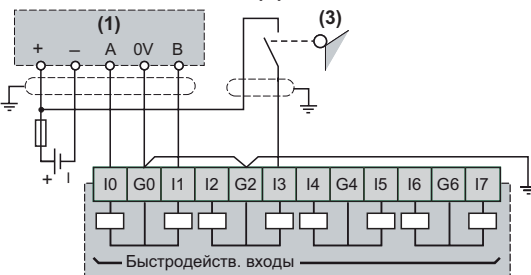 (1)
(3)
+ – A 0V B
+ –
I0 G0 I1 I2 G2 I3 I4 G4 I5 I6 G6 I7
Быстродейств. входы